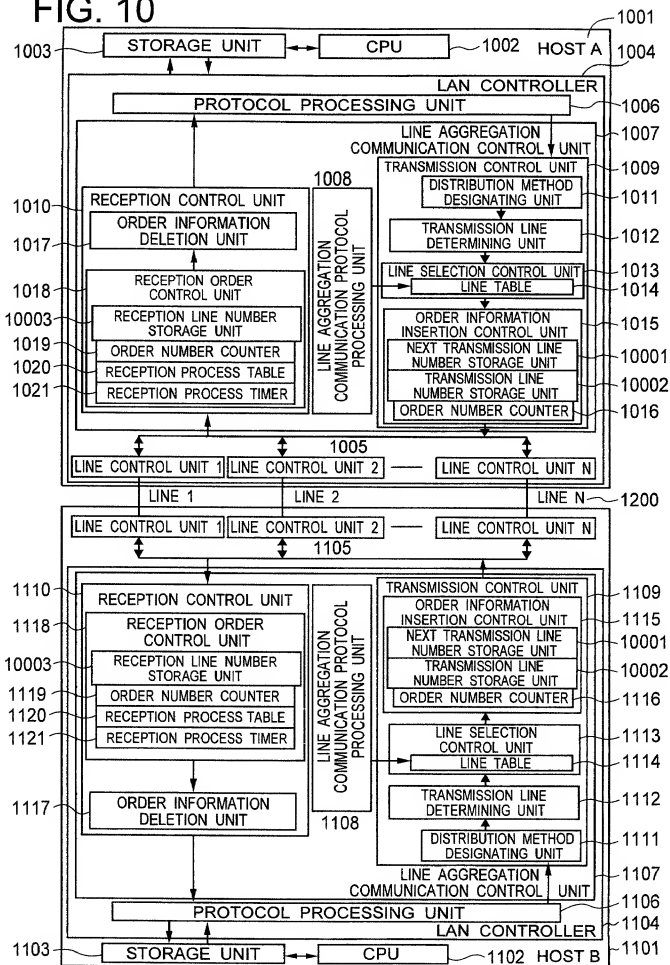 FIG. 10
1001
1003
STORAGE UNIT
CPU
1002
HOST A
1004
LAN CONTROLLER
PROTOCOL PROCESSING UNIT
1006
LINE AGGREGATION
COMMUNICATION CONTROL UNIT
1007
1008
TRANSMISSION CONTROL UNIT
1009
DISTRIBUTION METHOD
DESIGNATING UNIT
1011
TRANSMISSION LINE
DETERMINING UNIT
1012
LINE SELECTION CONTROL UNIT
1013
LINE TABLE
1014
ORDER INFORMATION
INSERTION CONTROL UNIT
1015
NEXT TRANSMISSION LINE
NUMBER STORAGE UNIT
10001
TRANSMISSION LINE
NUMBER STORAGE UNIT
10002
ORDER NUMBER COUNTER
1016
LINE AGGREGATION
COMMUNICATION PROTOCOL
PROCESSING UNIT
1010
RECEPTION CONTROL UNIT
1017
ORDER INFORMATION
DELETION UNIT
1018
RECEPTION ORDER
CONTROL UNIT
10003
RECEPTION LINE NUMBER
STORAGE UNIT
1019
ORDER NUMBER COUNTER
1020
RECEPTION PROCESS TABLE
1021
RECEPTION PROCESS TIMER
1005
LINE CONTROL UNIT 1
LINE CONTROL UNIT 2
LINE CONTROL UNIT N
LINE 1
LINE 2
LINE N
1200
LINE CONTROL UNIT 1
LINE CONTROL UNIT 2
LINE CONTROL UNIT N
1105
1110
RECEPTION CONTROL UNIT
1118
RECEPTION ORDER
CONTROL UNIT
10003
RECEPTION LINE NUMBER
STORAGE UNIT
1119
ORDER NUMBER COUNTER
1120
RECEPTION PROCESS TABLE
1121
RECEPTION PROCESS TIMER
1117
ORDER INFORMATION
DELETION UNIT
LINE AGGREGATION
COMMUNICATION PROTOCOL
PROCESSING UNIT
1108
TRANSMISSION CONTROL UNIT
1109
ORDER INFORMATION
INSERTION CONTROL UNIT
1115
NEXT TRANSMISSION LINE
NUMBER STORAGE UNIT
10001
TRANSMISSION LINE
NUMBER STORAGE UNIT
10002
ORDER NUMBER COUNTER
1116
LINE SELECTION
CONTROL UNIT
1113
LINE TABLE
1114
TRANSMISSION LINE
DETERMINING UNIT
1112
DISTRIBUTION METHOD
DESIGNATING UNIT
1111
LINE AGGREGATION
COMMUNICATION CONTROL UNIT
1107
PROTOCOL PROCESSING UNIT
1106
LAN CONTROLLER
1104
1103
STORAGE UNIT
CPU
1102
HOST B
1101